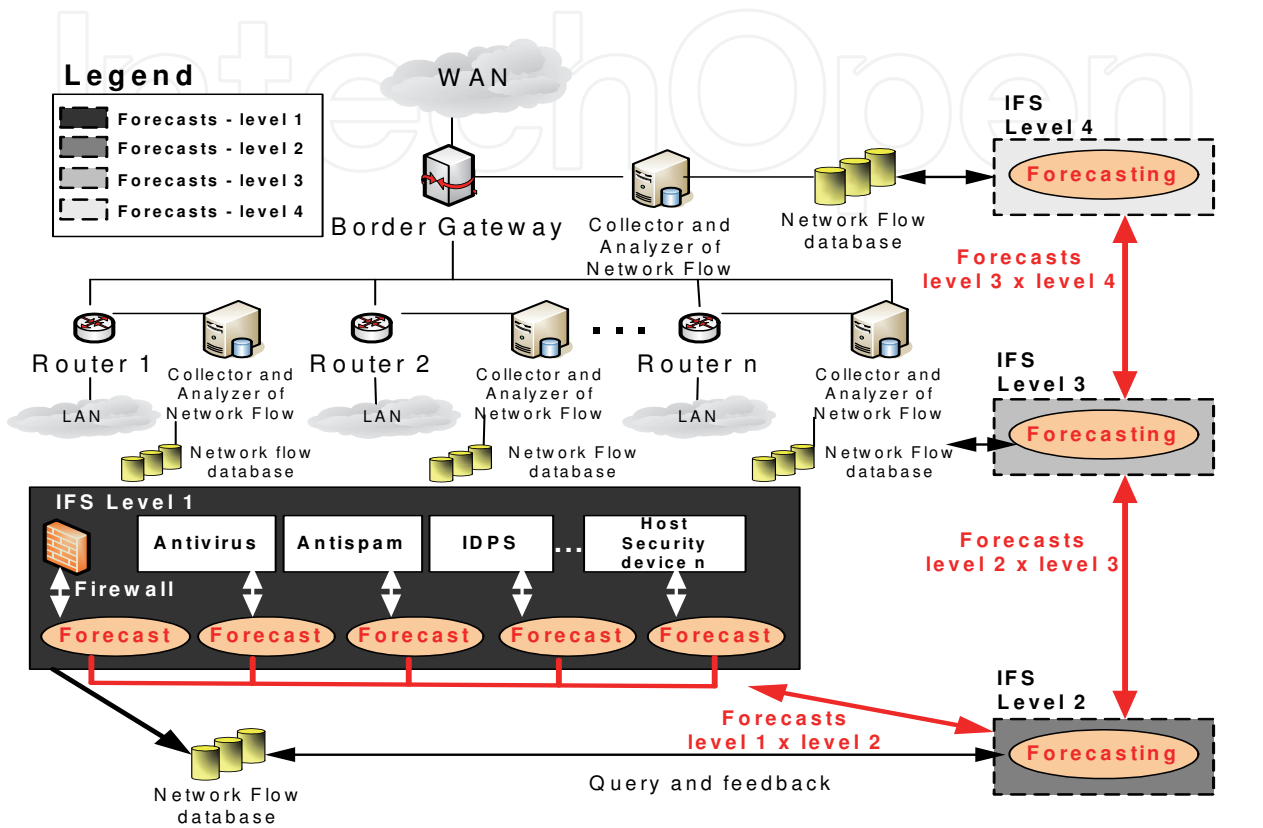 IntechOpen
Legend
Forecasts - level 1
Forecasts - level 2
Forecasts - level 3
Forecasts - level 4
WAN
Border Gateway
Collector and
Analyzer of
Network Flow
Network Flow
database
IFS
Level 4
Forecasting
Forecasts
level 3 x level 4
Router 1
LAN
Collector and
Analyzer of
Network Flow
Network flow
database
Router 2
LAN
Collector and
Analyzer of
Network Flow
Network Flow
database
...
Router n
LAN
Collector and
Analyzer of
Network Flow
Network Flow
database
IFS
Level 3
Forecasting
Forecasts
level 2 x level 3
IFS Level 1
Firewall
Antivirus
Antispam
IDPS
...
Host
Security
device n
Forecast
Forecast
Forecast
Forecast
Forecast
Forecasts
level 1 x level 2
IFS
Level 2
Forecasting
Query and feedback
Network Flow
database